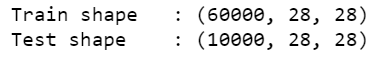 Train shape   : (60000, 28, 28)
Test shape    : (10000, 28, 28)